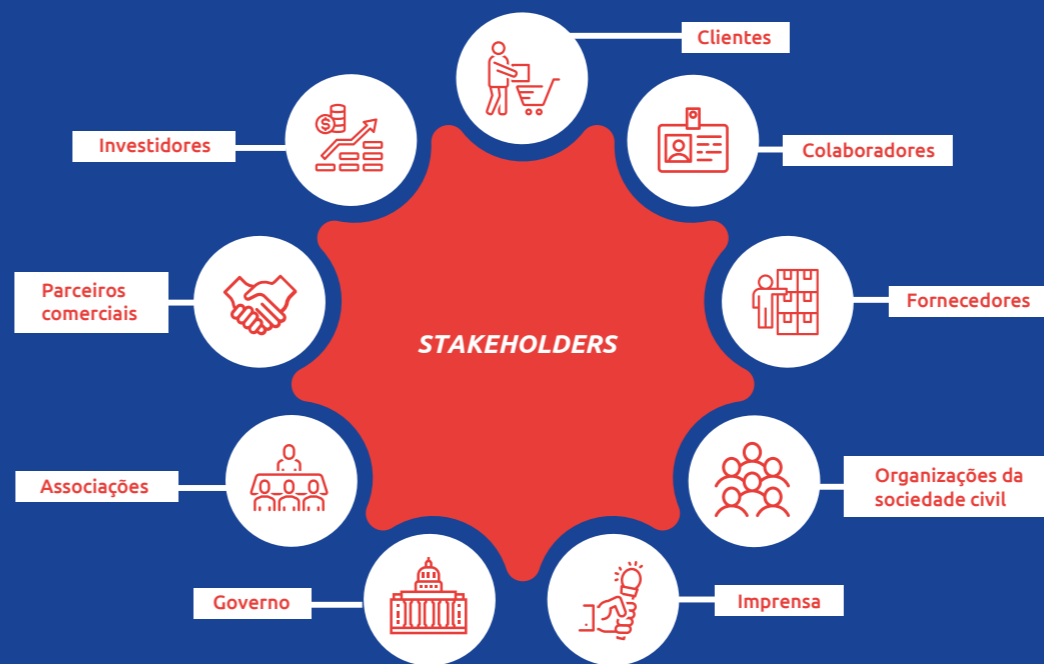 Clientes
Investidores
Colaboradores
Parceiros
comerciais
Fornecedores
STAKEHOLDERS
Associações
Organizações da
sociedade civil
Governo
Imprensa